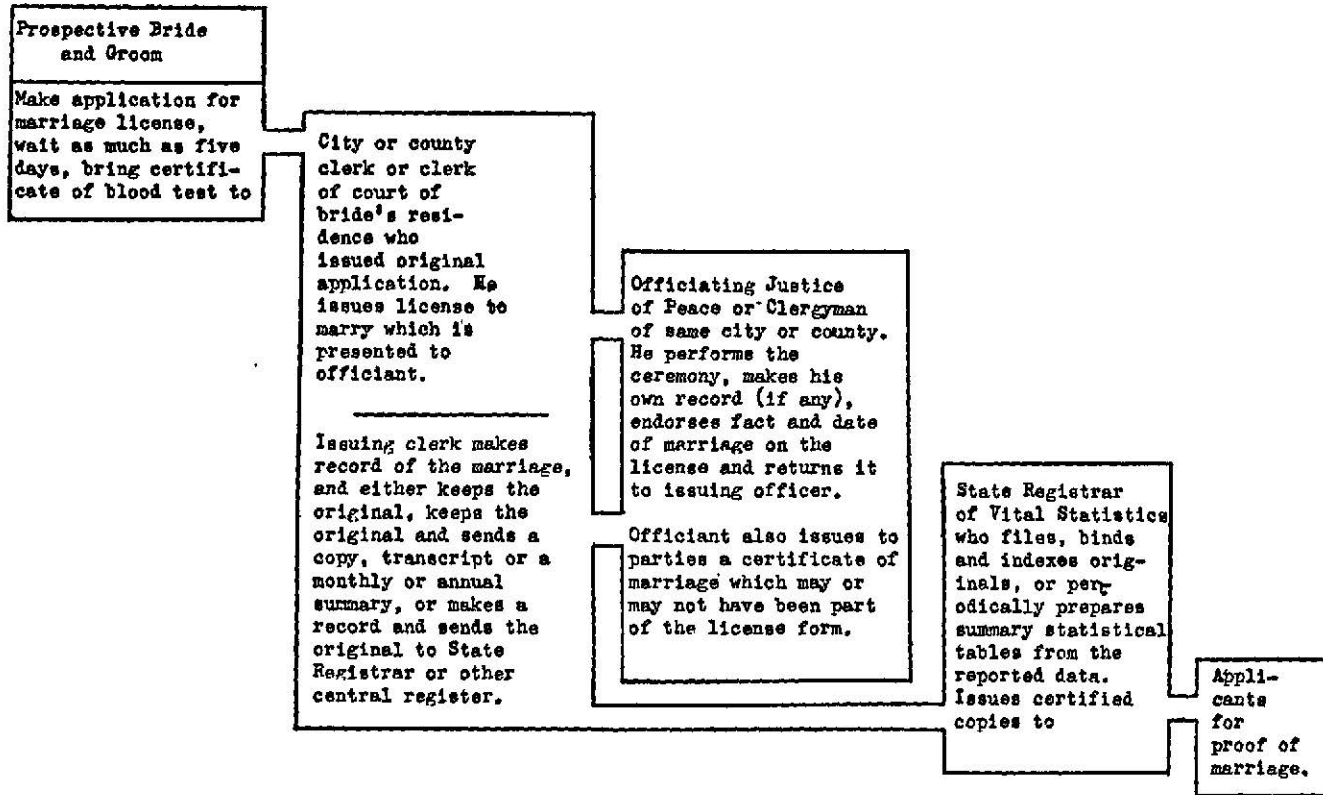 Prospective Bride
and Groom
Make application for
marriage license,
wait as much as five
days, bring certifi-
cate of blood test to
City or county
clerk or clerk
of court of
bride's resi-
dence who
issued original
application. He
issues license to
marry which is
presented to
officiant.
Issuing clerk makes
record of the marriage,
and either keeps the
original, keeps the
original and sends a
copy, transcript or a
monthly or annual
summary, or makes a
record and sends the
original to State
Registrar or other
central register.
Officiating Justice
of Peace or Clergyman
of same city or county.
He performs the
ceremony, makes his
own record (if any),
endorses fact and date
of marriage on the
license and returns it
to issuing officer.
Officiant also issues to
parties a certificate of
marriage which may or
may not have been part
of the license form.
State Registrar
of Vital Statistics
who files, binds
and indexes orig-
inals, or peri-
odically prepares
summary statistical
tables from the
reported data.
Issues certified
copies to
Appli-
cants
for
proof of
marriage.